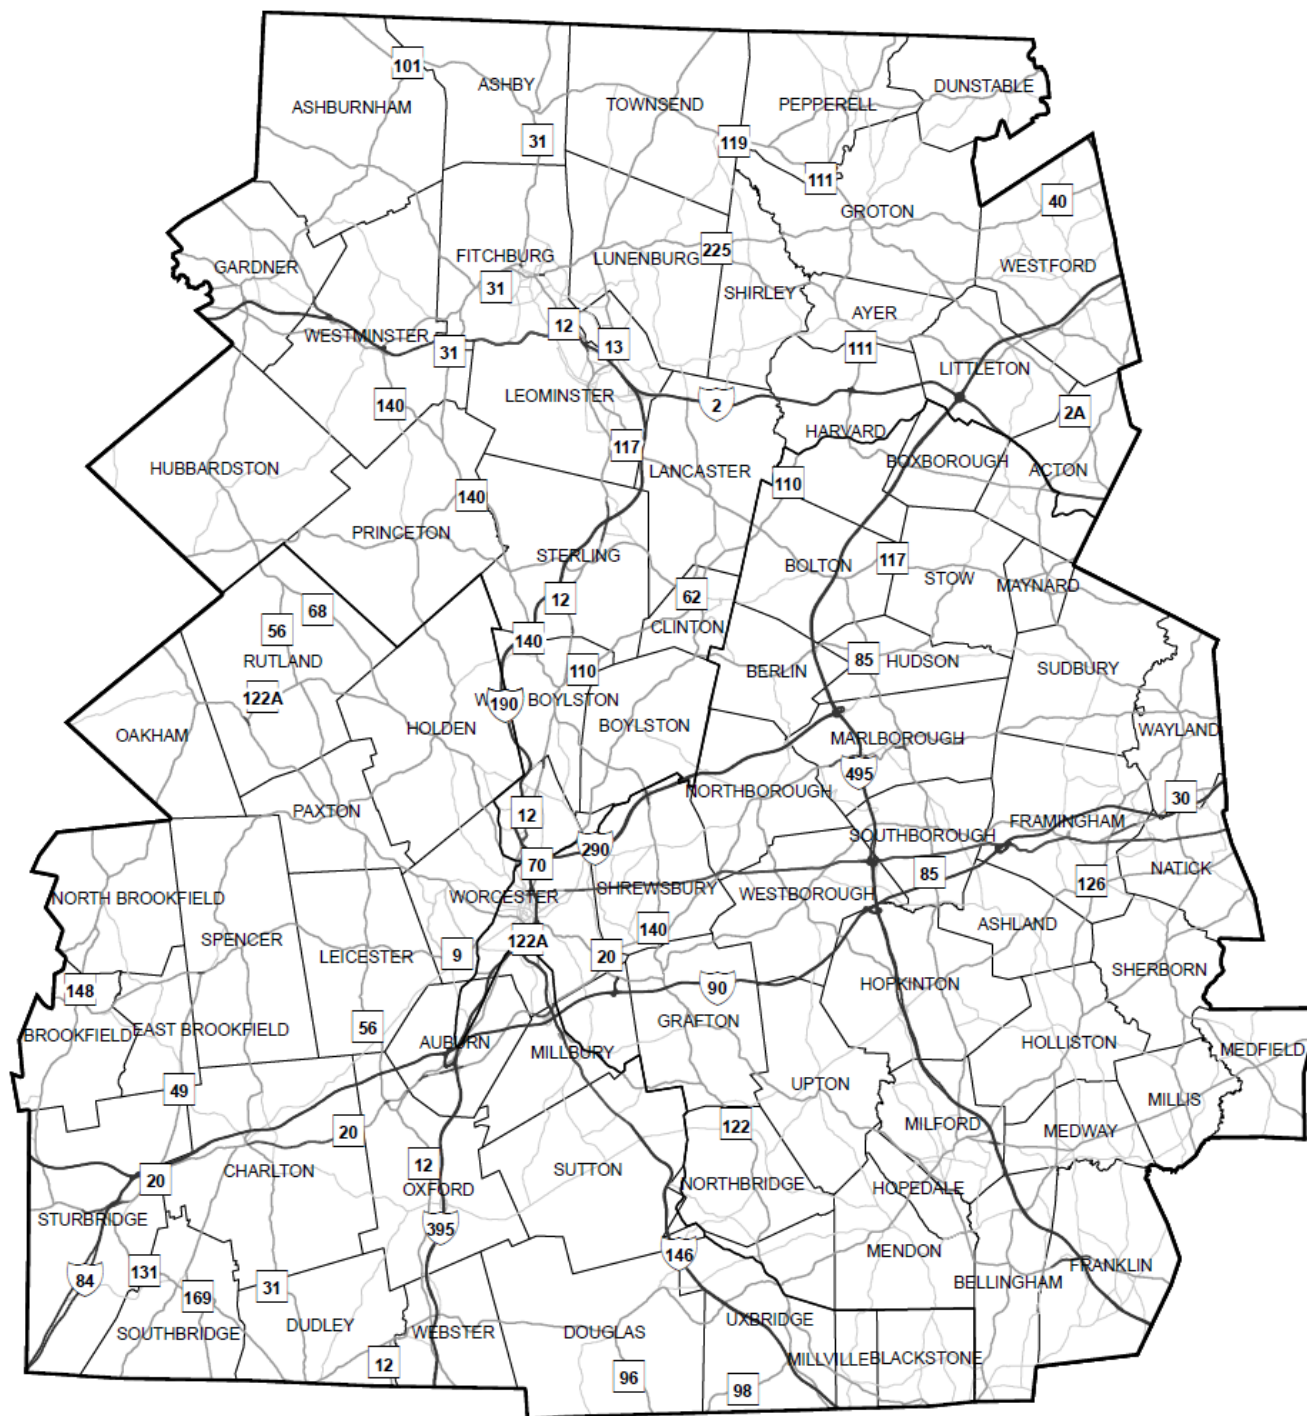 101
ASHBY
DUNSTABLE
ASHBURNHAM
TOWNSEND
PEPPERELL
31
119
111
40
GROTON
225
FITCHBURG
LUNENBURG
GARDNER
WESTFORD
31
SHIRLEY
AYER
12
WESTMINSTER
13
31
111
LITTLETON
LEOMINSTER
140
2
2A
HARVARD
117
BOXBOROUGH
HUBBARDSTON
LANCASTER
ACTON
110
140
PRINCETON
STERLING
BOLTON
117
STOW
MAYNARD
12
62
68
56
CLINTON
140
RUTLAND
110
BERLIN
85
HUDSON
SUDBURY
122A
190
W
BOYLSTON
BOYLSTON
HOLDEN
OAKHAM
WAYLAND
MARLBOROUGH
495
NORTHBOROUGH
30
PAXTON
12
FRAMINGHAM
SOUTHBOROUGH
290
70
NATICK
85
126
SHREWSBURY
WESTBOROUGH
NORTH BROOKFIELD
WORCESTER
ASHLAND
140
SPENCER
122A
LEICESTER
9
20
SHERBORN
148
90
HOPKINTON
GRAFTON
56
EAST BROOKFIELD
BROOKFIELD
AUBURN
HOLLISTON
MILLBURY
MEDFIELD
UPTON
49
MILLIS
122
MILFORD
20
MEDWAY
12
SUTTON
CHARLTON
20
NORTHBRIDGE
HOPEDALE
OXFORD
STURBRIDGE
395
146
MENDON
FRANKLIN
131
84
BELLINGHAM
31
169
UXBRIDGE
DUDLEY
SOUTHBRIDGE
WEBSTER
DOUGLAS
MILLVILLE
BLACKSTONE
12
96
98